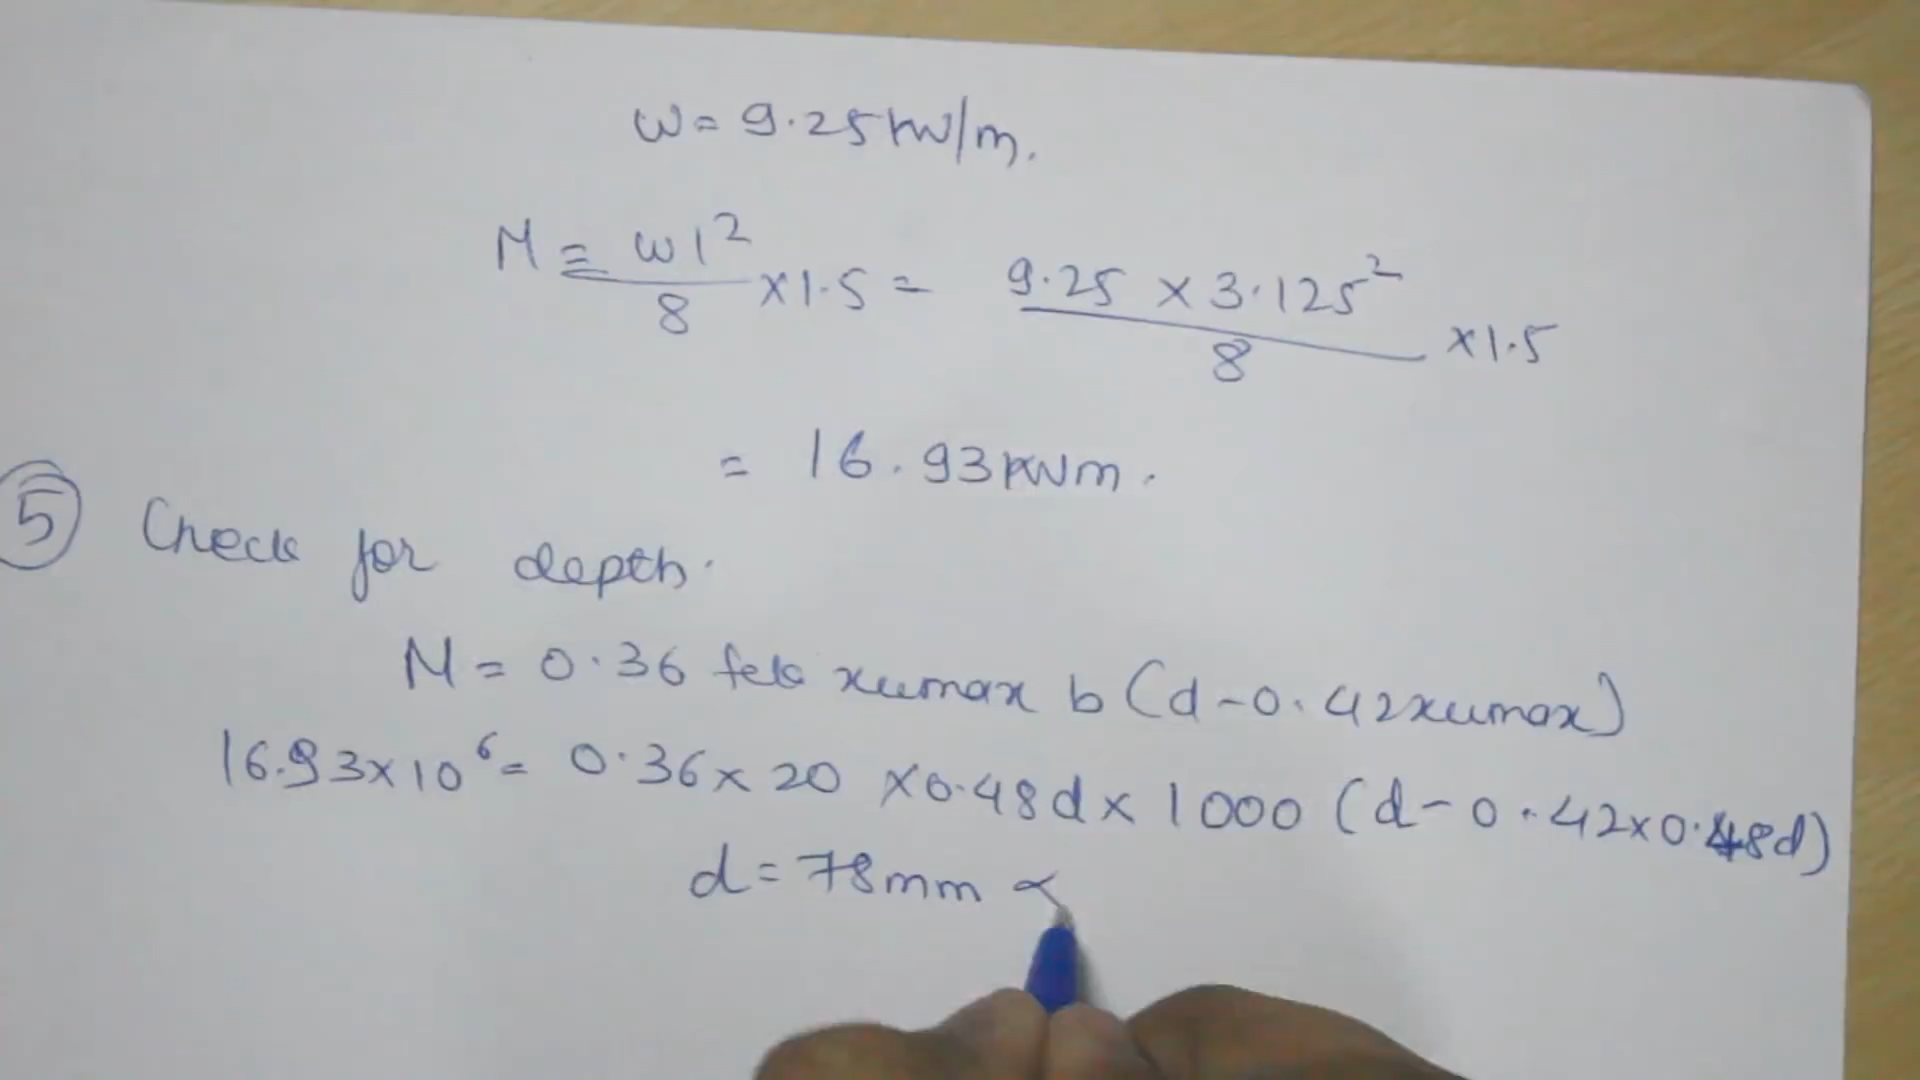 w = 9.25 kN/m.
M = wl²/8 × 1.5 = 9.25 × 3.125²/8 × 1.5
= 16.93 kNm.
⑤ Check for depth.
M = 0.36 fck xumax b (d - 0.42 xumax)
16.93 × 10⁶ = 0.36 × 20 × 0.48d × 1000 (d - 0.42 × 0.48d)
d = 78mm <